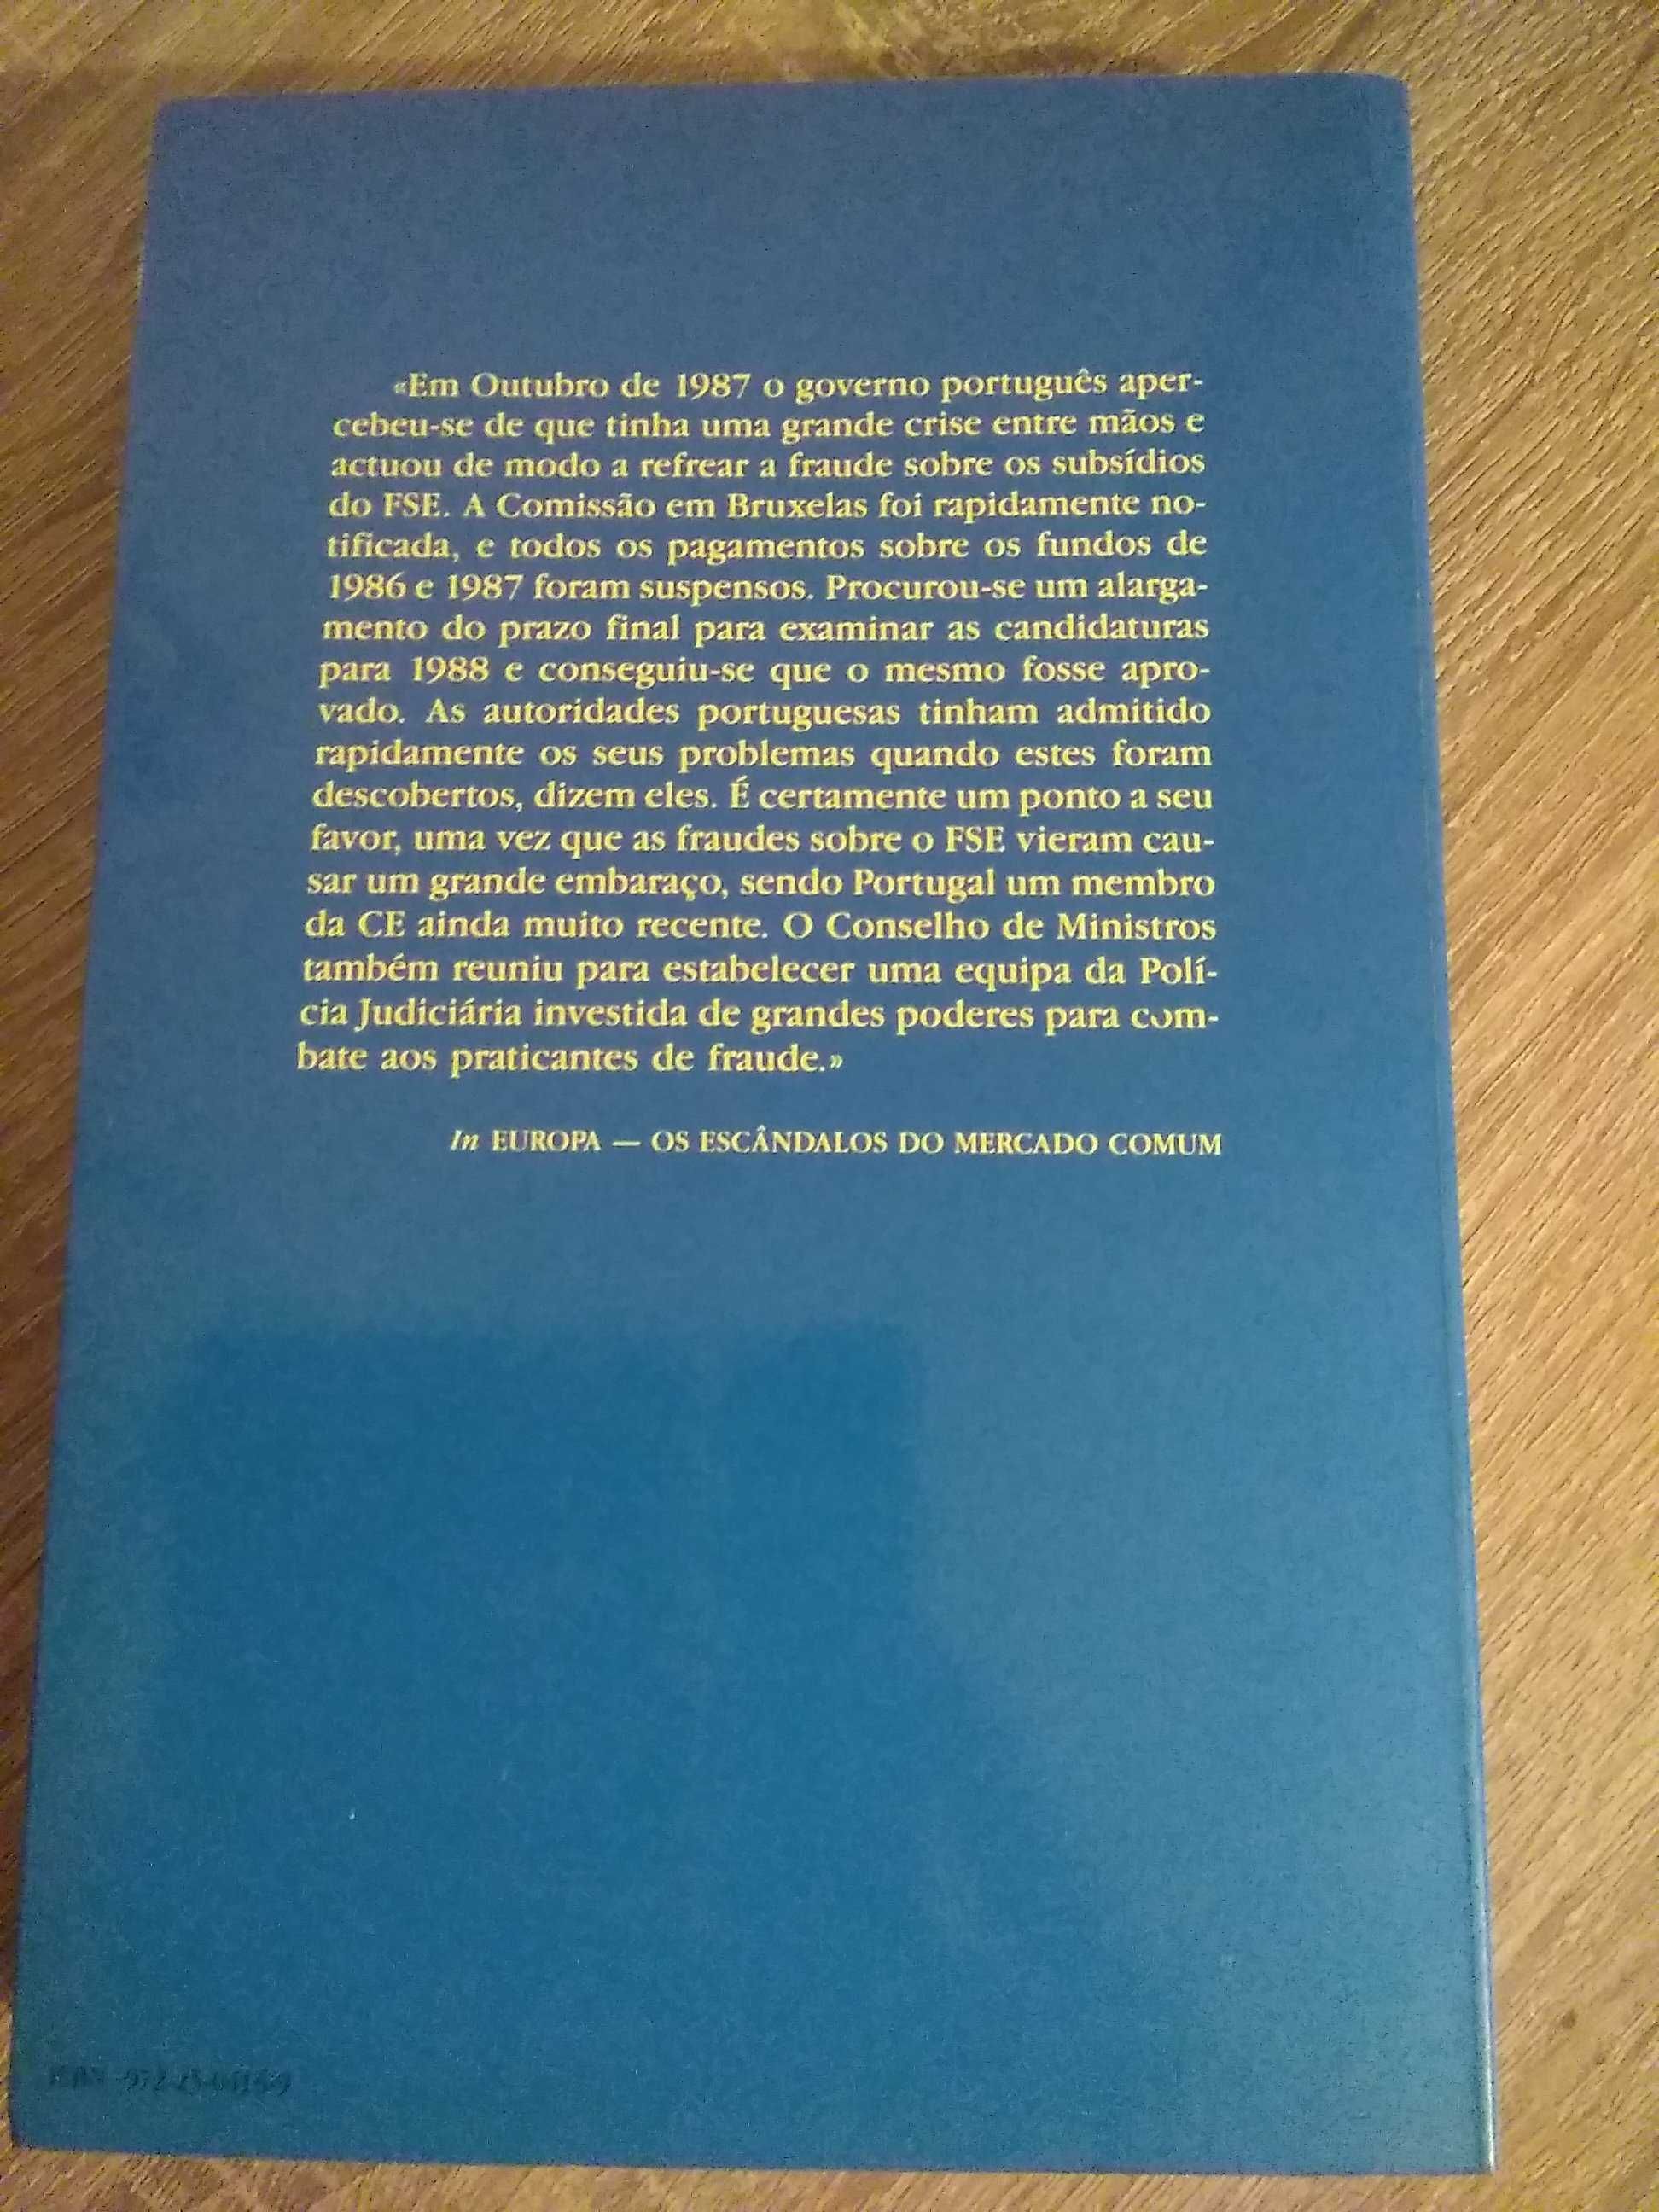 «Em Outubro de 1987 o governo português aper-
cebeu-se de que tinha uma grande crise entre mãos e
actuou de modo a refrear a fraude sobre os subsídios
do FSE. A Comissão em Bruxelas foi rapidamente no-
tificada, e todos os pagamentos sobre os fundos de
1986 e 1987 foram suspensos. Procurou-se um alarga-
mento do prazo final para examinar as candidaturas
para 1988 e conseguiu-se que o mesmo fosse apro-
vado. As autoridades portuguesas tinham admitido
rapidamente os seus problemas quando estes foram
descobertos, dizem eles. É certamente um ponto a seu
favor, uma vez que as fraudes sobre o FSE vieram cau-
sar um grande embaraço, sendo Portugal um membro
da CE ainda muito recente. O Conselho de Ministros
também reuniu para estabelecer uma equipa da Polí-
cia Judiciária investida de grandes poderes para com-
bate aos praticantes de fraude.»
In EUROPA — OS ESCÂNDALOS DO MERCADO COMUM
ISBN